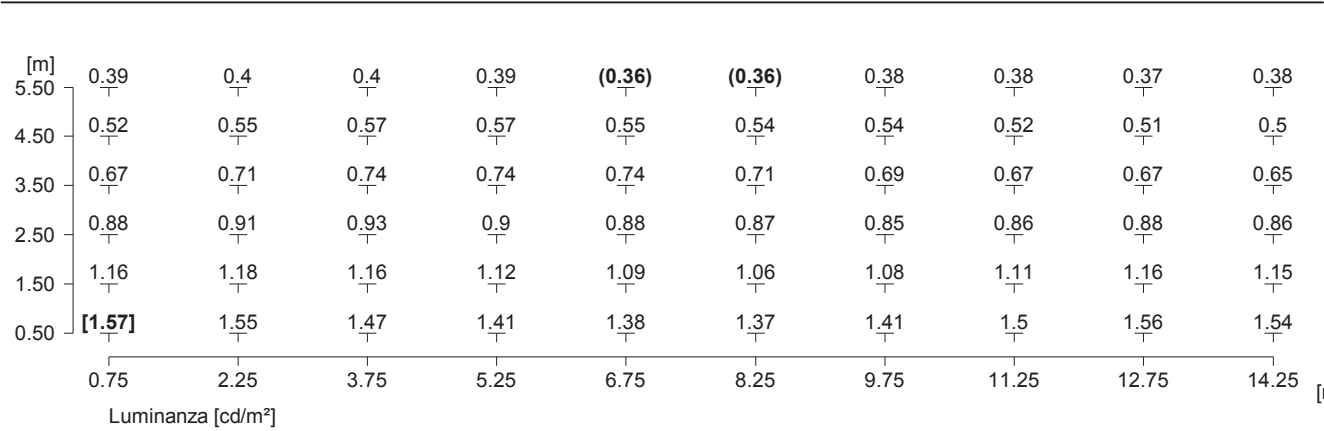 [m]
0.39 0.4 0.4 0.39 (0.36) (0.36) 0.38 0.38 0.37 0.38
5.50
0.52 0.55 0.57 0.57 0.55 0.54 0.54 0.52 0.51 0.5
4.50
0.67 0.71 0.74 0.74 0.74 0.71 0.69 0.67 0.67 0.65
3.50
0.88 0.91 0.93 0.9 0.88 0.87 0.85 0.86 0.88 0.86
2.50
1.16 1.18 1.16 1.12 1.09 1.06 1.08 1.11 1.16 1.15
1.50
[1.57] 1.55 1.47 1.41 1.38 1.37 1.41 1.5 1.56 1.54
0.50
0.75 2.25 3.75 5.25 6.75 8.25 9.75 11.25 12.75 14.25
Luminanza [cd/m²]